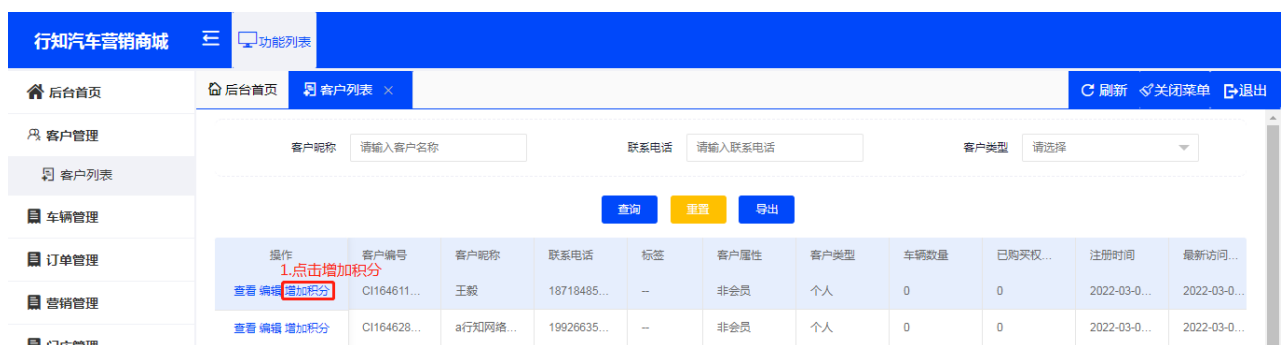 行知汽车营销商城 功能列表
后台首页 后台首页 客户列表 刷新 关闭菜单 退出
客户管理
客户昵称 请输入客户名称 联系电话 请输入联系电话 客户类型 请选择
客户列表
车辆管理 查询 重置 导出
订单管理 操作 客户编号 客户昵称 联系电话 标签 客户属性 客户类型 车辆数量 已购买权... 注册时间 最新访问...
1.点击增加积分
营销管理 查看 编辑 增加积分 CI164611... 王毅 18718485... -- 非会员 个人 0 0 2022-03-0... 2022-03-0...
查看 编辑 增加积分 CI164628... a行知网络... 19926635... -- 非会员 个人 0 0 2022-03-0... 2022-03-0...